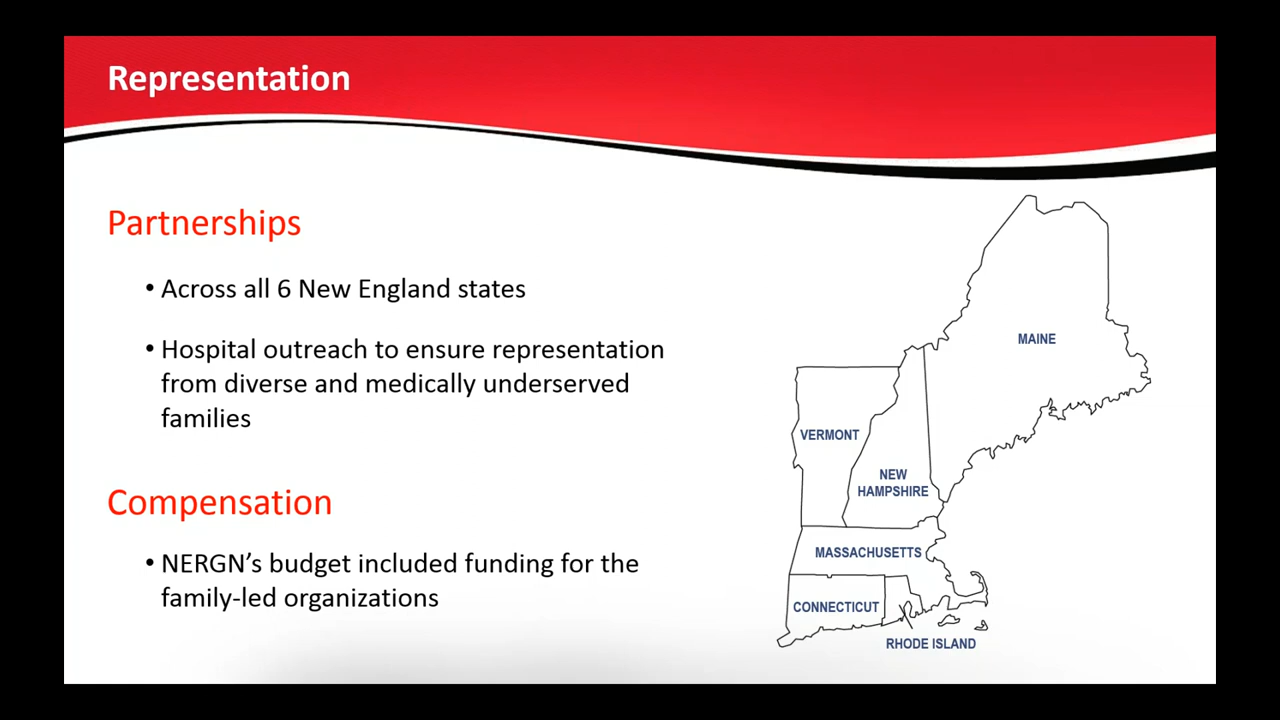 Representation
Partnerships
• Across all 6 New England states
• Hospital outreach to ensure representation
from diverse and medically underserved
families
Compensation
• NERGN’s budget included funding for the
family-led organizations
MAINE
VERMONT
NEW
HAMPSHIRE
MASSACHUSETTS
CONNECTICUT
RHODE ISLAND